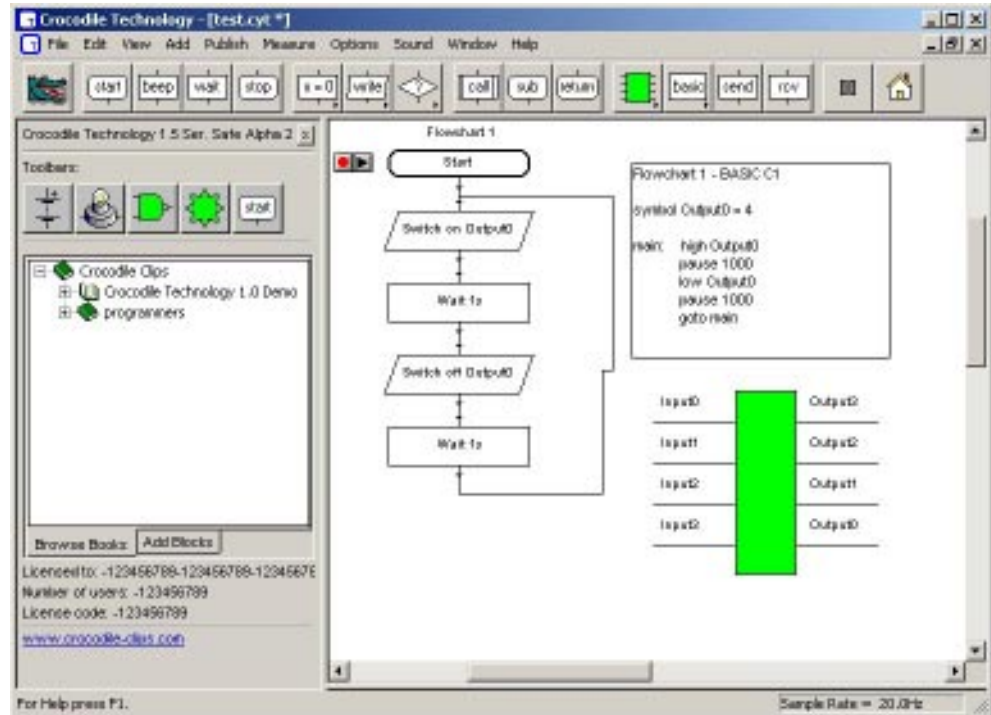 Crocodile Technology - [test.cyt *]
File Edit View Add Publish Measure Options Sound Window Help
start beep wait stop s = 0 write ? call sub return basic send rcv
Crocodile Technology 1.5 Ser. Sate Alpha 2
Toolbars:
start
Crocodile Clips
Crocodile Technology 1.0 Demo
programmers
Browse Books Add Blocks
Licensed to: -123456789-123456789-1234567
Number of users: -123456789
License code: -123456789
www.crocodile-clips.com
For Help press F1.
Flowchart 1
Start
Switch on Output0
Wait 1s
Switch off Output0
Wait 1s
Flowchart 1 - BASIC C1
symbol Output0 = 4
main: high Output0
pause 1000
low Output0
pause 1000
goto main
Input0 Output3
Input1 Output2
Input2 Output1
Input3 Output0
Sample Rate = 20.0Hz